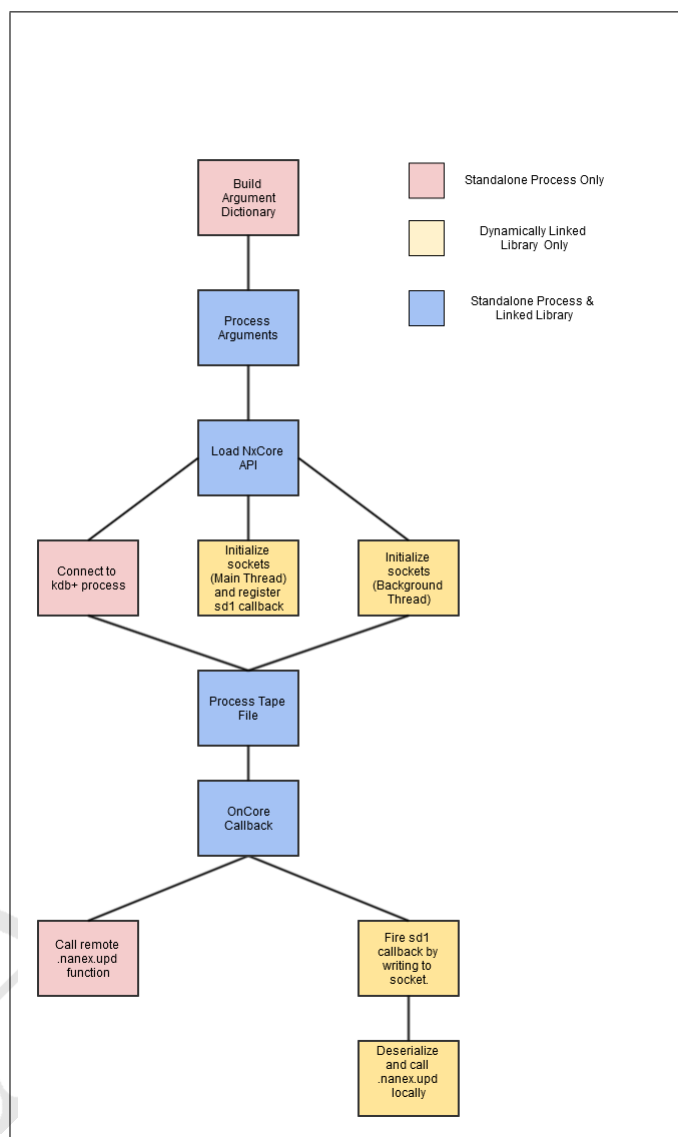 Build
Argument
Dictionary
Standalone Process Only
Dynamically Linked
Library Only
Process
Arguments
Standalone Process &
Linked Library
Load NxCore
API
Connect to
kdb+ process
Initialize
sockets
(Main Thread)
and register
sd1 callback
Initialize
sockets
(Background
Thread)
Process Tape
File
OnCore
Callback
Call remote
.nanex.upd
function
Fire sd1
callback by
writing to
socket.
Deserialize
and call
.nanex.upd
locally